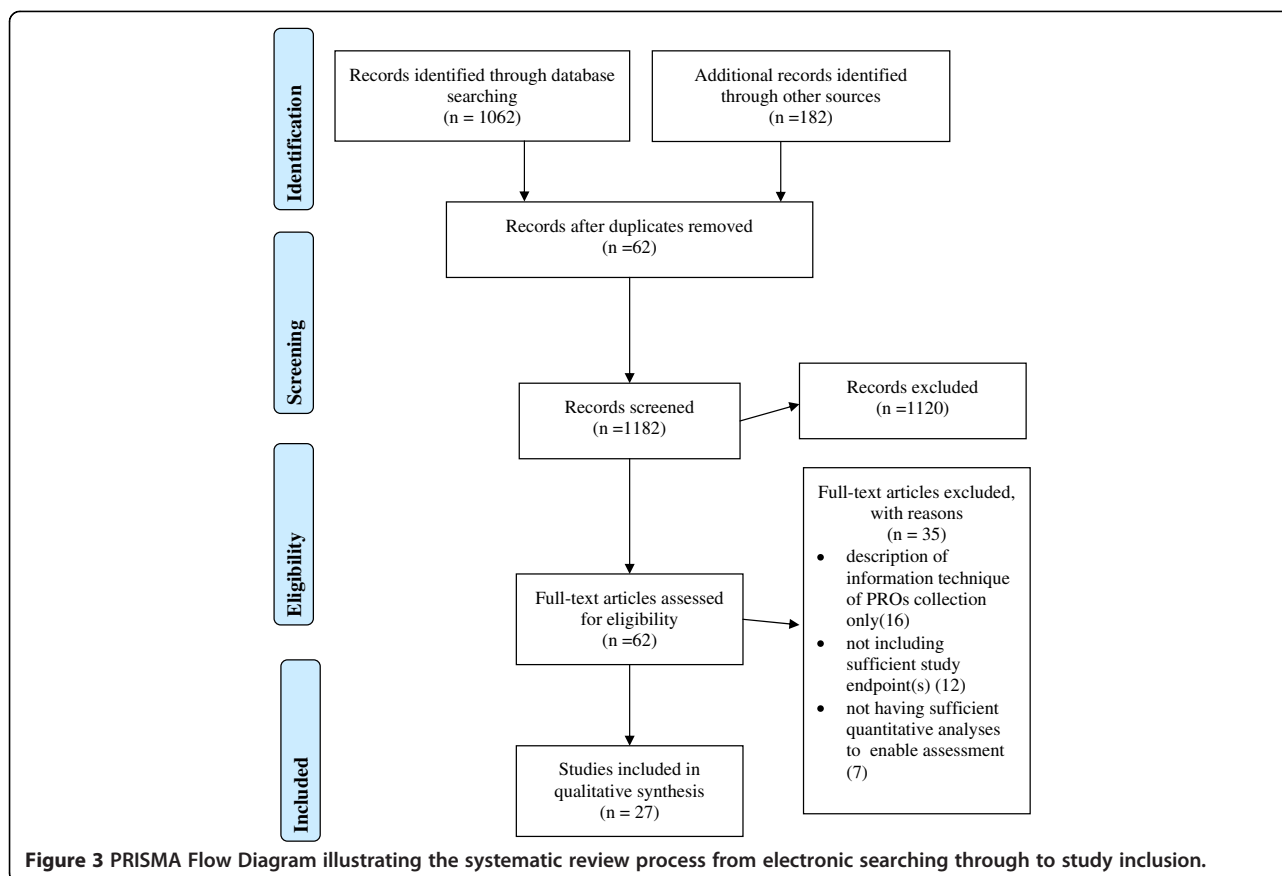 Identification
Records identified through database
searching
(n = 1062)
Additional records identified
through other sources
(n =182)
Records after duplicates removed
(n =62)
Screening
Records screened
(n =1182)
Records excluded
(n =1120)
Eligibility
Full-text articles assessed
for eligibility
(n =62)
Full-text articles excluded,
with reasons
(n = 35)
• description of
information technique
of PROs collection
only(16)
• not including
sufficient study
endpoint(s) (12)
• not having sufficient
quantitative analyses
to enable assessment
(7)
Included
Studies included in
qualitative synthesis
(n = 27)
Figure 3 PRISMA Flow Diagram illustrating the systematic review process from electronic searching through to study inclusion.